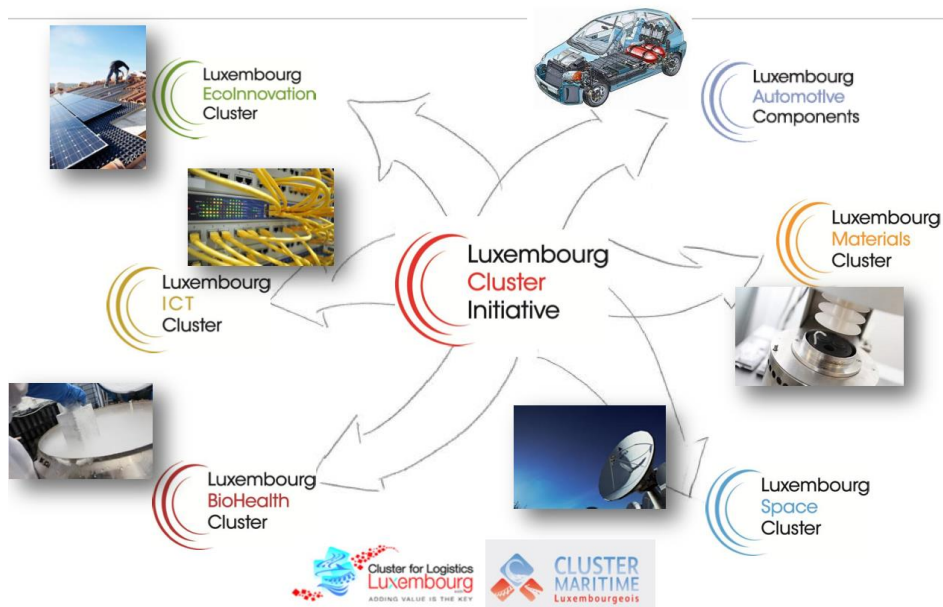 Luxembourg
EcoInnovation
Cluster
Luxembourg
Automotive
Components
Luxembourg
Materials
Cluster
Luxembourg
Cluster
Initiative
Luxembourg
ICT
Cluster
Luxembourg
BioHealth
Cluster
Luxembourg
Space
Cluster
Cluster for Logistics
Luxembourg
ADDING VALUE IS THE KEY
CLUSTER
MARITIME
Luxembourgeois